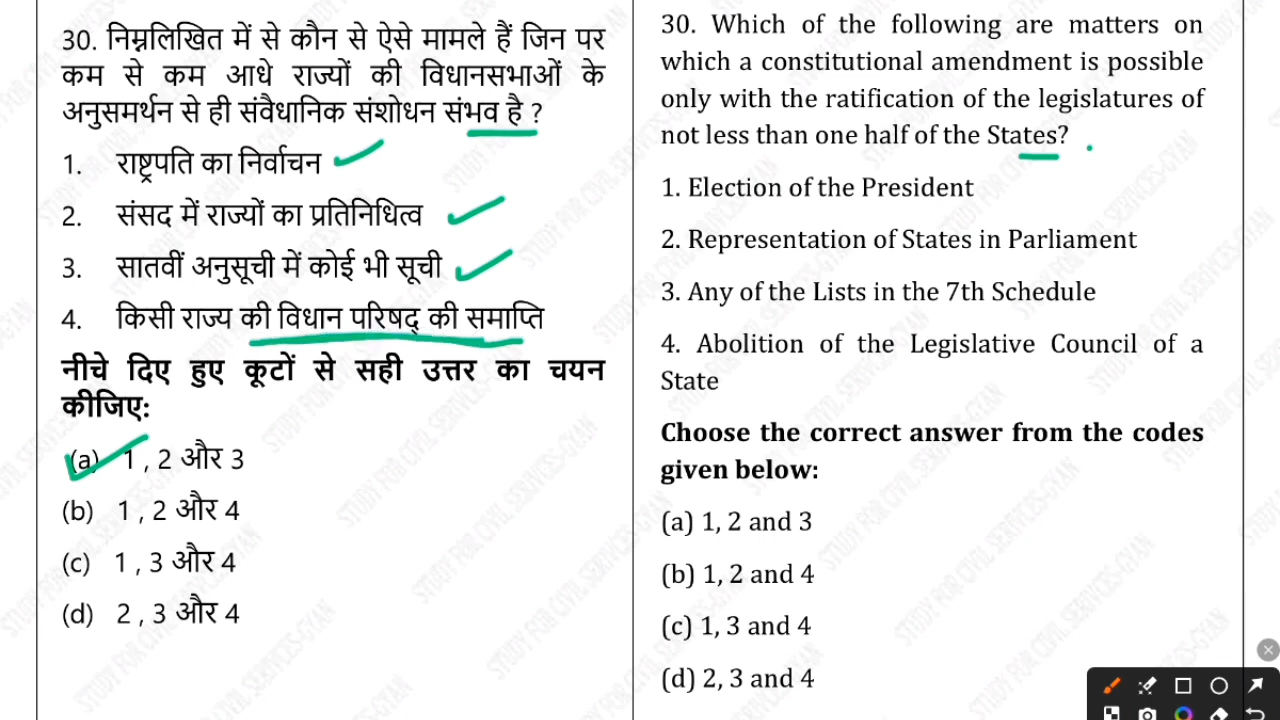 30. निम्नलिखित में से कौन से ऐसे मामले हैं जिन पर
कम से कम आधे राज्यों की विधानसभाओं के
अनुसमर्थन से ही संवैधानिक संशोधन संभव है ?
1. राष्ट्रपति का निर्वाचन
2. संसद में राज्यों का प्रतिनिधित्व
3. सातवीं अनुसूची में कोई भी सूची
4. किसी राज्य की विधान परिषद् की समाप्ति
नीचे दिए हुए कूटों से सही उत्तर का चयन
कीजिए:
(a) 1 , 2 और 3
(b) 1 , 2 और 4
(c) 1 , 3 और 4
(d) 2 , 3 और 4
30. Which of the following are matters on
which a constitutional amendment is possible
only with the ratification of the legislatures of
not less than one half of the States?
1. Election of the President
2. Representation of States in Parliament
3. Any of the Lists in the 7th Schedule
4. Abolition of the Legislative Council of a
State
Choose the correct answer from the codes
given below:
(a) 1, 2 and 3
(b) 1, 2 and 4
(c) 1, 3 and 4
(d) 2, 3 and 4
STUDY FOR CIVIL SERVICES-GYAN